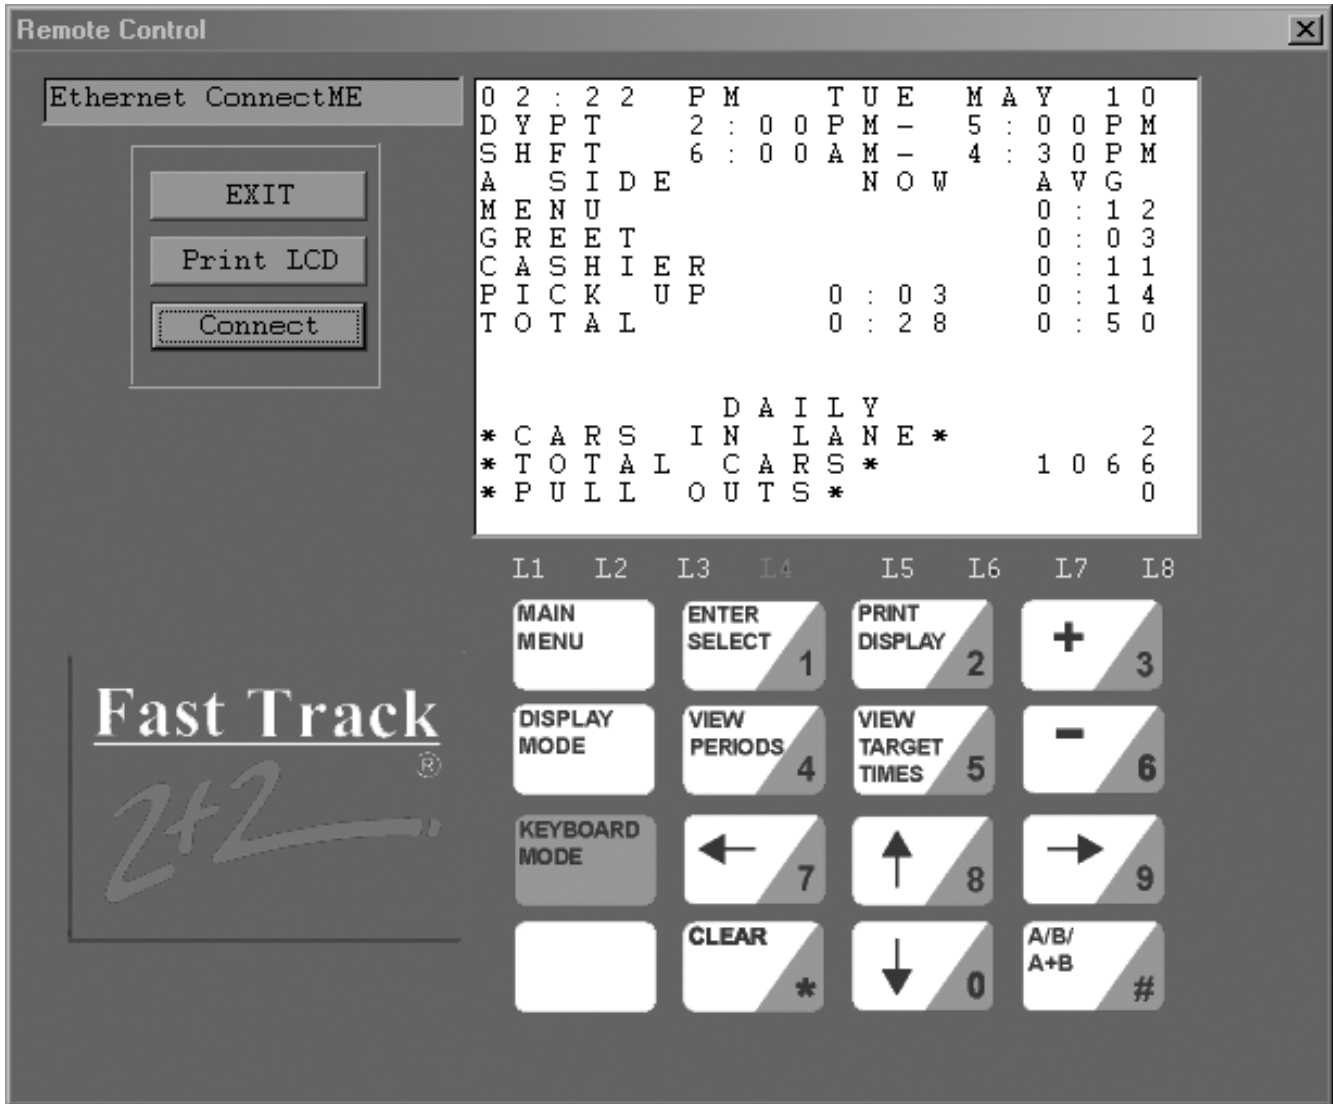 Remote Control
Ethernet ConnectME
EXIT
Print LCD
Connect
02:22 PM TUE MAY 10
DYPT 2:00PM- 5:00PM
SHFT 6:00AM- 4:30PM
A SIDE NOW AVG
MENU 0:12
GREET 0:03
CASHIER 0:11
PICK UP 0:03 0:14
TOTAL 0:28 0:50
DAILY
*CARS IN LANE* 2
*TOTAL CARS* 1066
*PULL OUTS* 0
L1 L2 L3 L4 L5 L6 L7 L8
MAIN MENU
ENTER SELECT 1
PRINT DISPLAY 2
+ 3
DISPLAY MODE
VIEW PERIODS 4
VIEW TARGET TIMES 5
- 6
KEYBOARD MODE
← 7
↑ 8
→ 9
CLEAR *
↓ 0
A/B/ A+B #
Fast Track ®
2+2